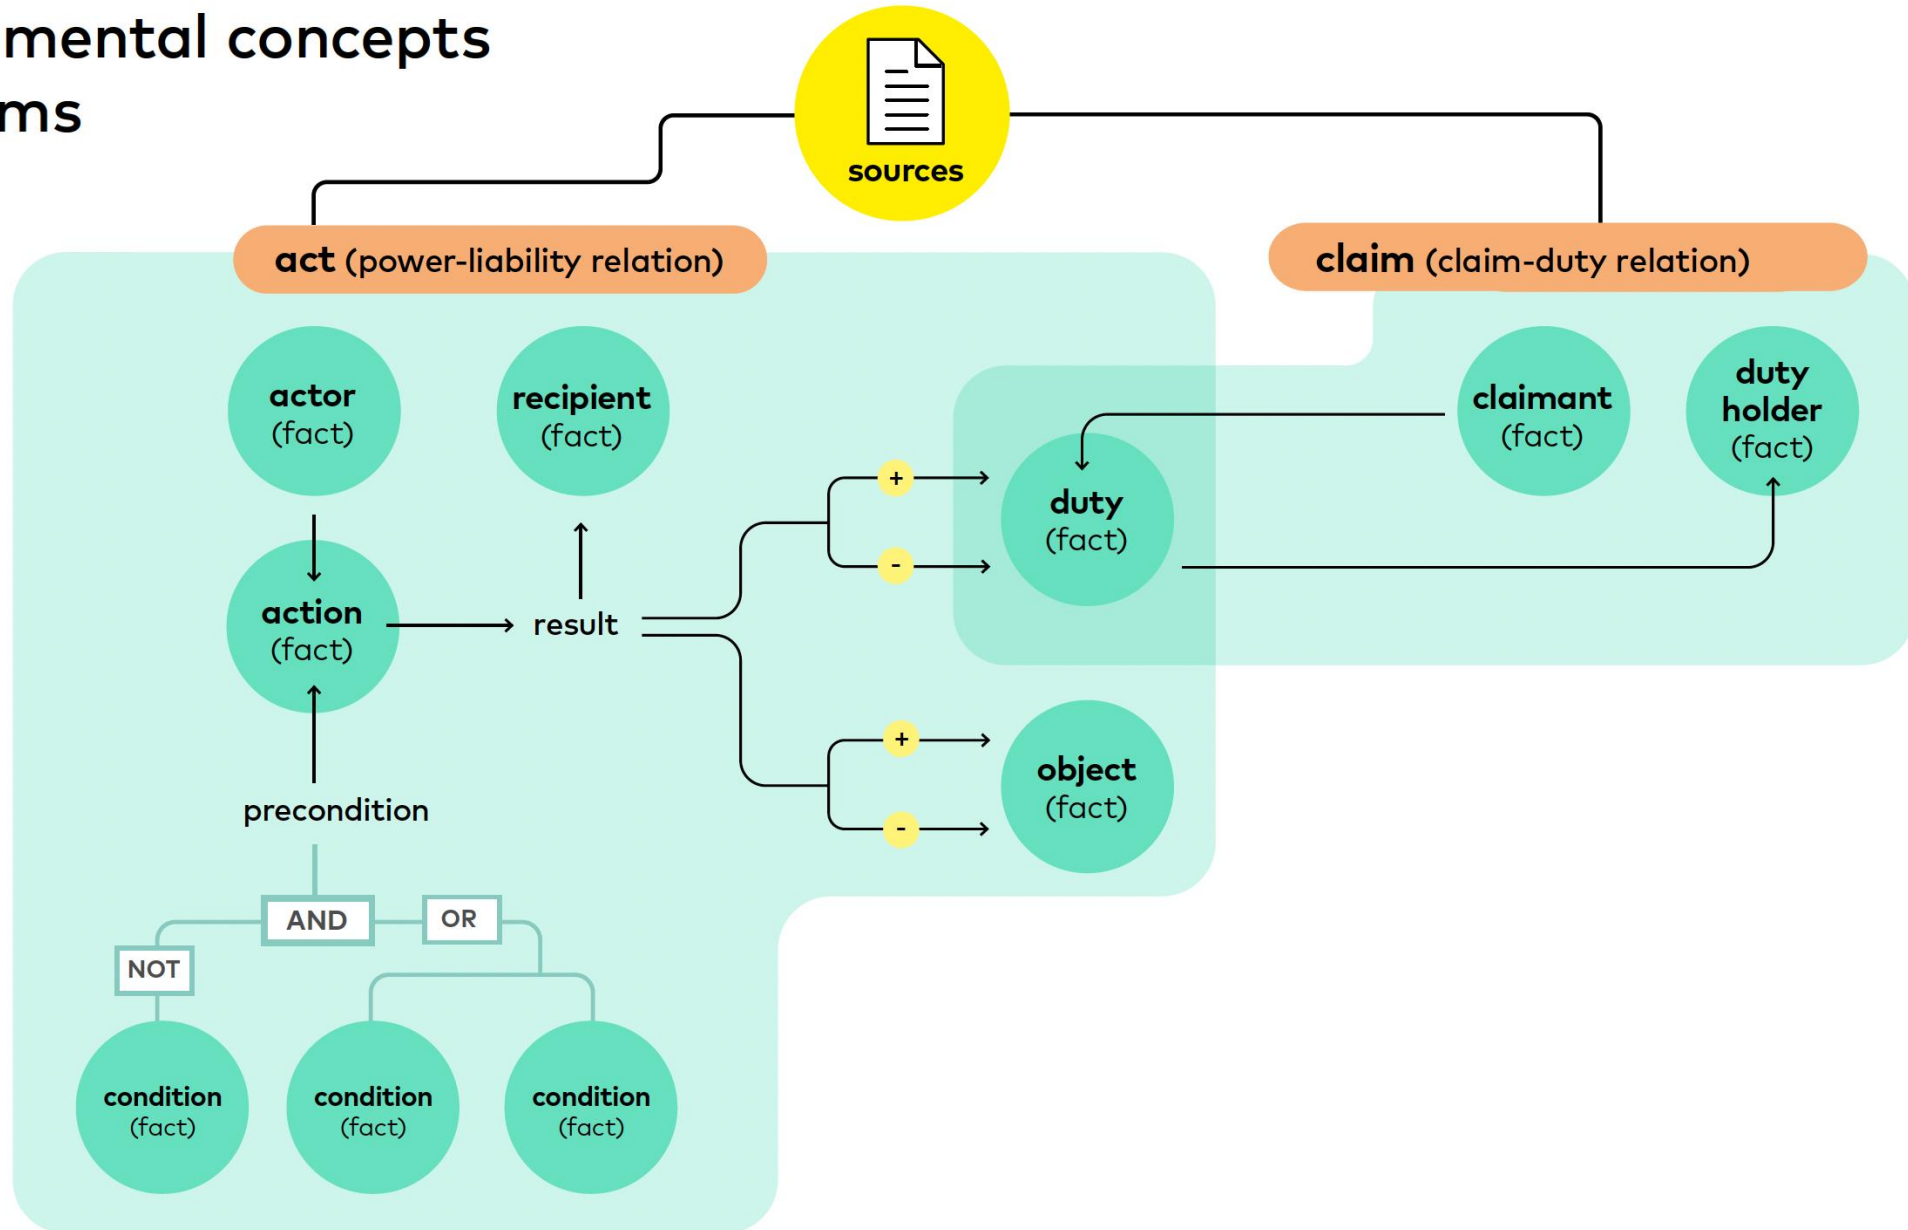 mental concepts
ms
sources
act (power-liability relation)
claim (claim-duty relation)
actor
(fact)
recipient
(fact)
claimant
(fact)
duty
holder
(fact)
+
-
duty
(fact)
action
(fact)
result
+
-
object
(fact)
precondition
AND
OR
NOT
condition
(fact)
condition
(fact)
condition
(fact)